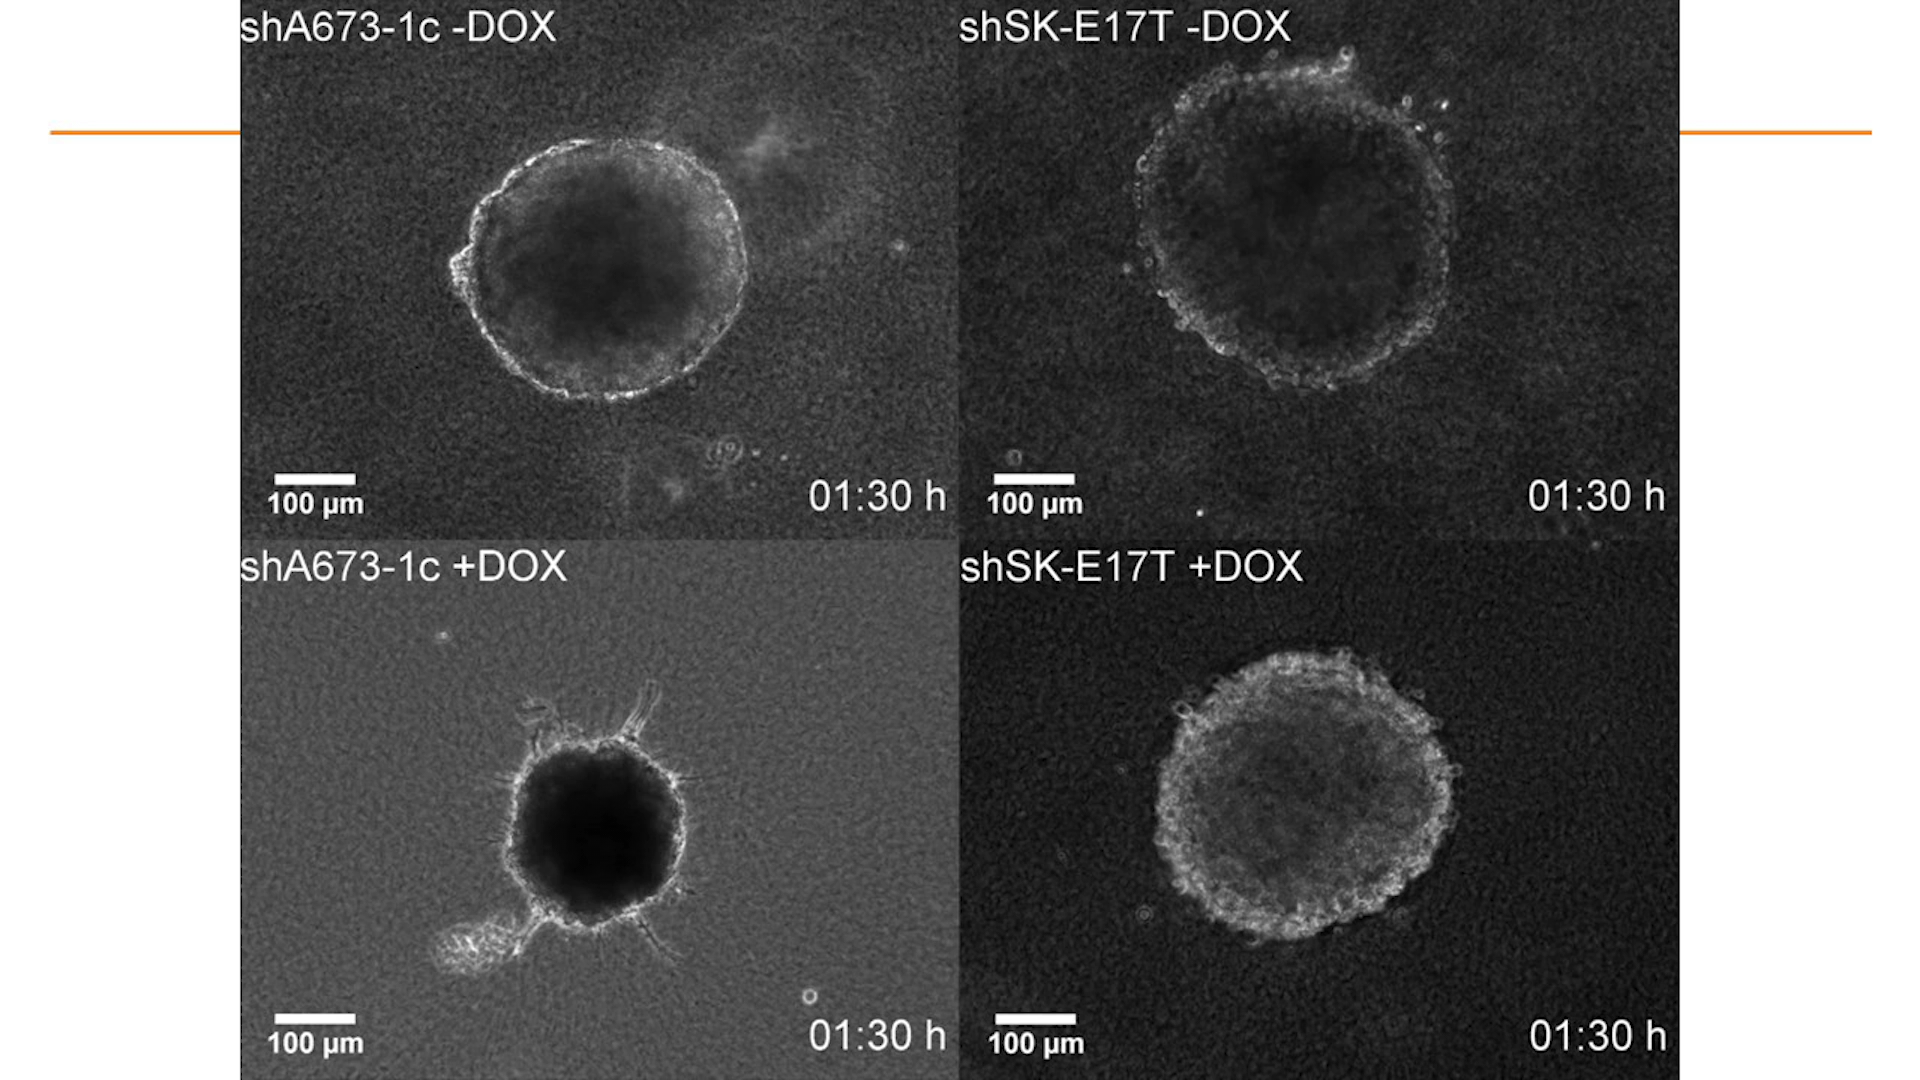 shA673-1c -DOX
shSK-E17T -DOX
100 µm
01:30 h
100 µm
01:30 h
shA673-1c +DOX
shSK-E17T +DOX
100 µm
01:30 h
100 µm
01:30 h